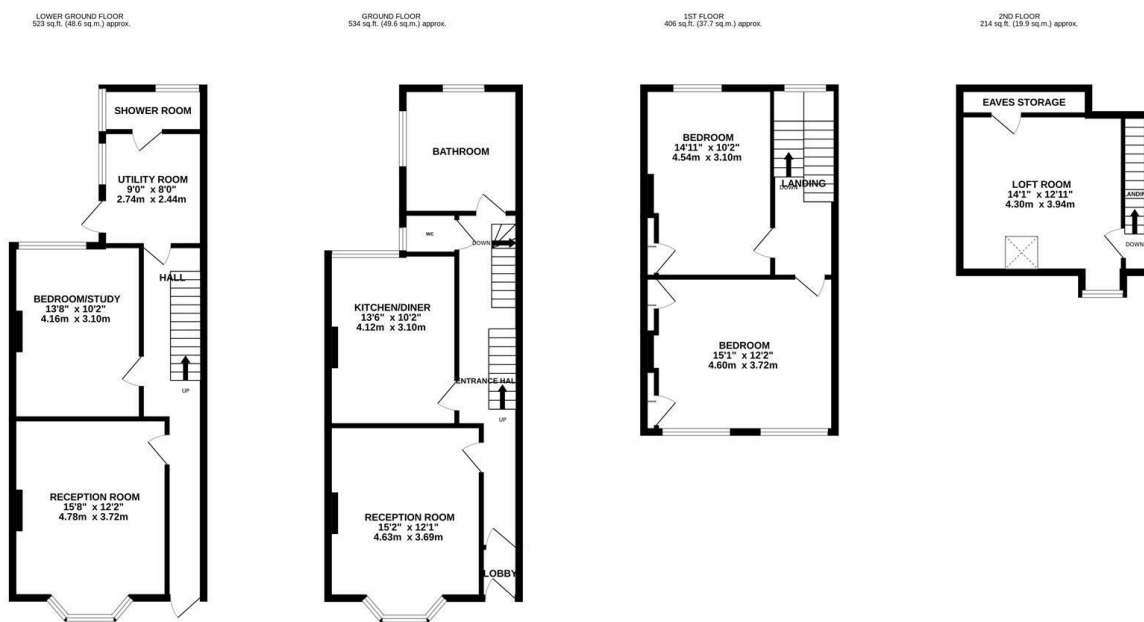 LOWER GROUND FLOOR
523 sq.ft. (48.6 sq.m.) approx.
SHOWER ROOM
UTILITY ROOM
9'0" x 8'0"
2.74m x 2.44m
HALL
BEDROOM/STUDY
13'8" x 10'2"
4.16m x 3.10m
UP
RECEPTION ROOM
15'8" x 12'2"
4.78m x 3.72m
GROUND FLOOR
534 sq.ft. (49.6 sq.m.) approx.
BATHROOM
WC
DOWN
KITCHEN/DINER
13'6" x 10'2"
4.12m x 3.10m
ENTRANCE HAL
UP
RECEPTION ROOM
15'2" x 12'1"
4.63m x 3.69m
LOBBY
1ST FLOOR
406 sq.ft. (37.7 sq.m.) approx.
BEDROOM
14'11" x 10'2"
4.54m x 3.10m
LANDING
DOWN
BEDROOM
15'1" x 12'2"
4.60m x 3.72m
2ND FLOOR
214 sq.ft. (19.9 sq.m.) approx.
EAVES STORAGE
LOFT ROOM
14'1" x 12'11"
4.30m x 3.94m
LANDIN
DOWN